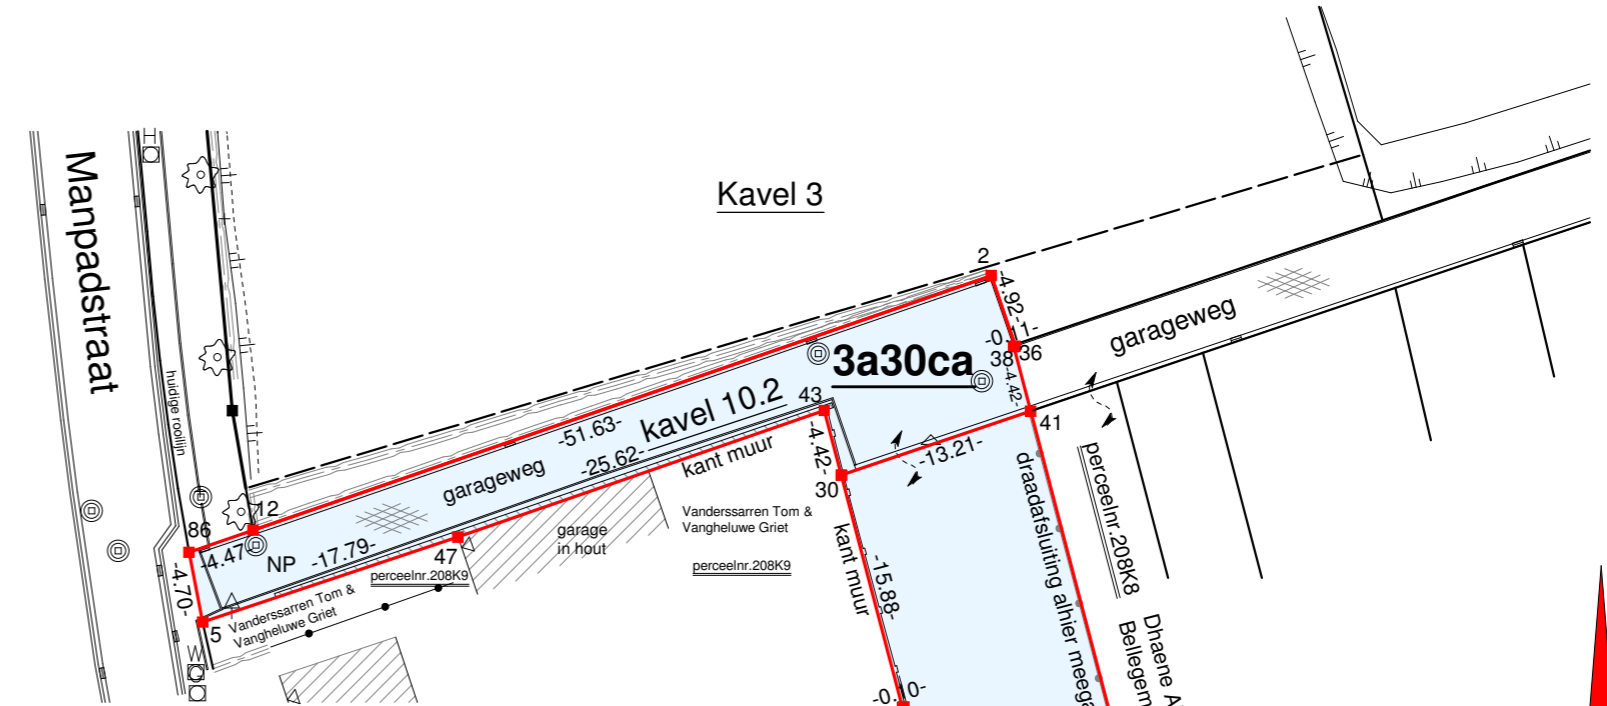 Manpadstraat
huidige rooilijn
Kavel 3
2
-4.92-
-0.11-
38
36
-4.42-
41
garageweg
3a30ca
kavel 10.2
43
-51.63-
-25.62-
kant muur
garageweg
-4.42-
-13.21-
30
12
86
-4.47-
NP
-17.79-
47
-4.70-
5
perceelnr.208K9
Vanderssarren Tom &
Vangheluwe Griet
garage
in hout
Vanderssarren Tom &
Vangheluwe Griet
perceelnr.208K9
kant muur
-15.88-
-0.10-
draadafsluiting alhier meega
perceelnr.208K8
Dhaene A
Bellegem
H
W